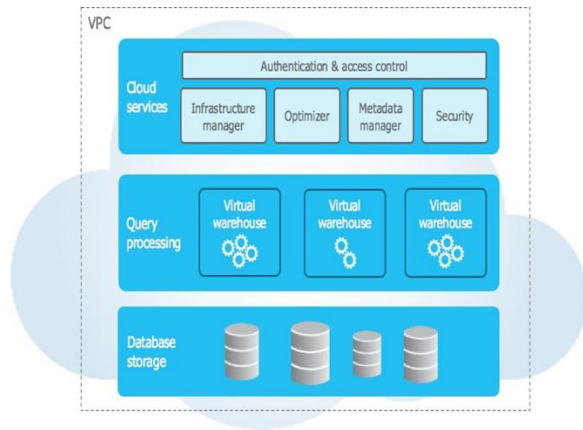 VPC
Cloud
services
Authentication & access control
Infrastructure
manager
Optimizer
Metadata
manager
Security
Query
processing
Virtual
warehouse
Virtual
warehouse
Virtual
warehouse
Database
storage